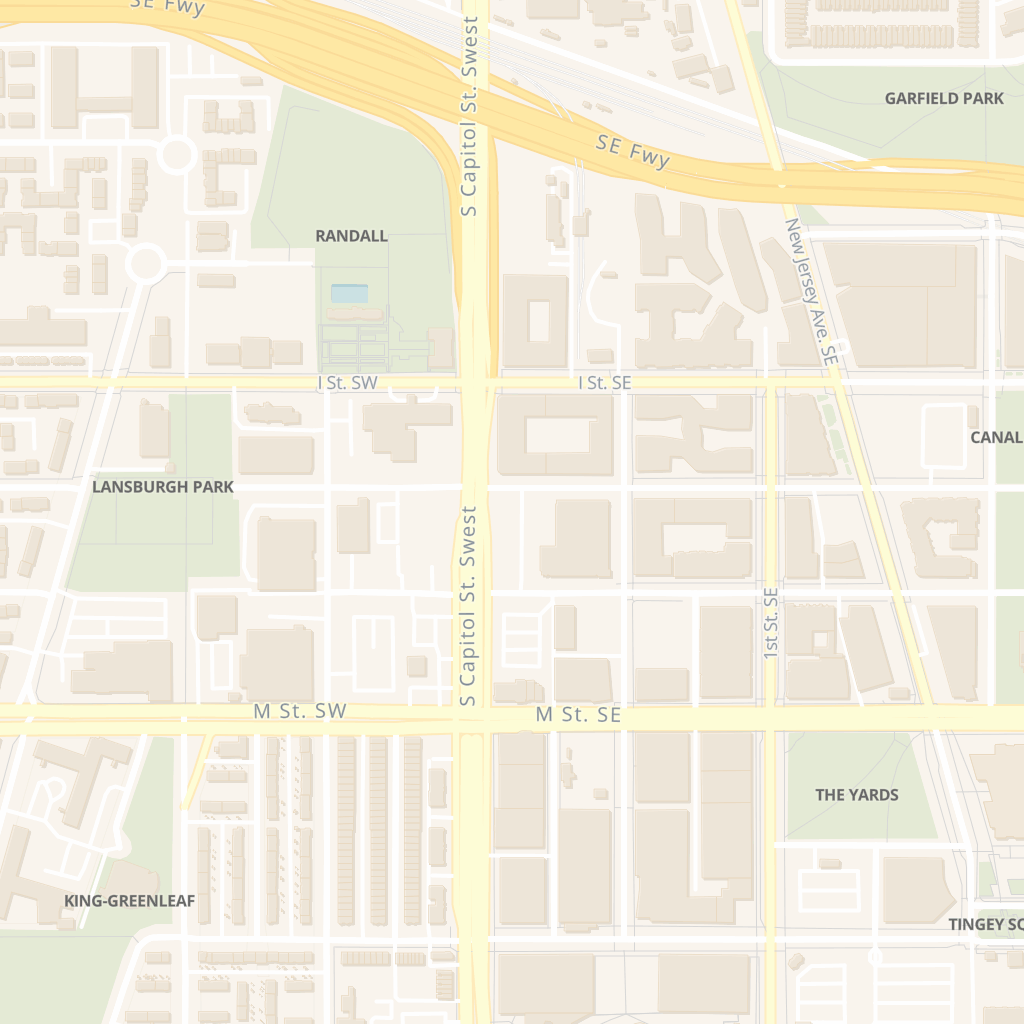 SE Fwy
S Capitol St. Swest
GARFIELD PARK
SE Fwy
RANDALL
New Jersey Ave. SE
I St. SW
I St. SE
CANAL
LANSBURGH PARK
S Capitol St. Swest
1st St. SE
M St. SW
M St. SE
THE YARDS
KING-GREENLEAF
TINGEY SQ